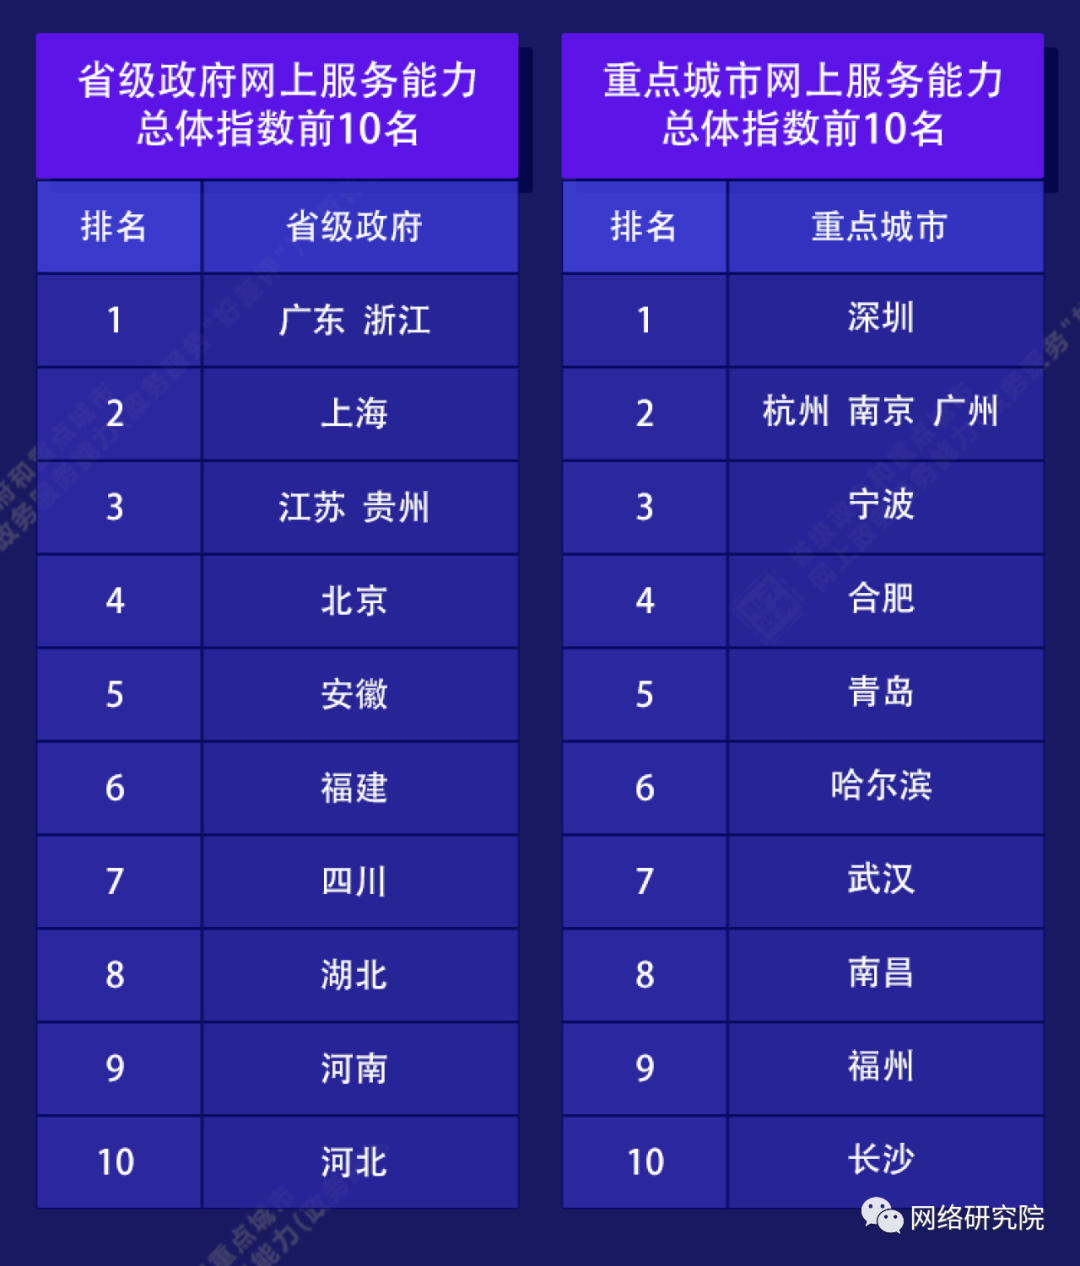 省级政府网上服务能力
总体指数前10名
排名 省级政府
1 广东 浙江
2 上海
3 江苏 贵州
4 北京
5 安徽
6 福建
7 四川
8 湖北
9 河南
10 河北
重点城市网上服务能力
总体指数前10名
排名 重点城市
1 深圳
2 杭州 南京 广州
3 宁波
4 合肥
5 青岛
6 哈尔滨
7 武汉
8 南昌
9 福州
10 长沙
网络研究院